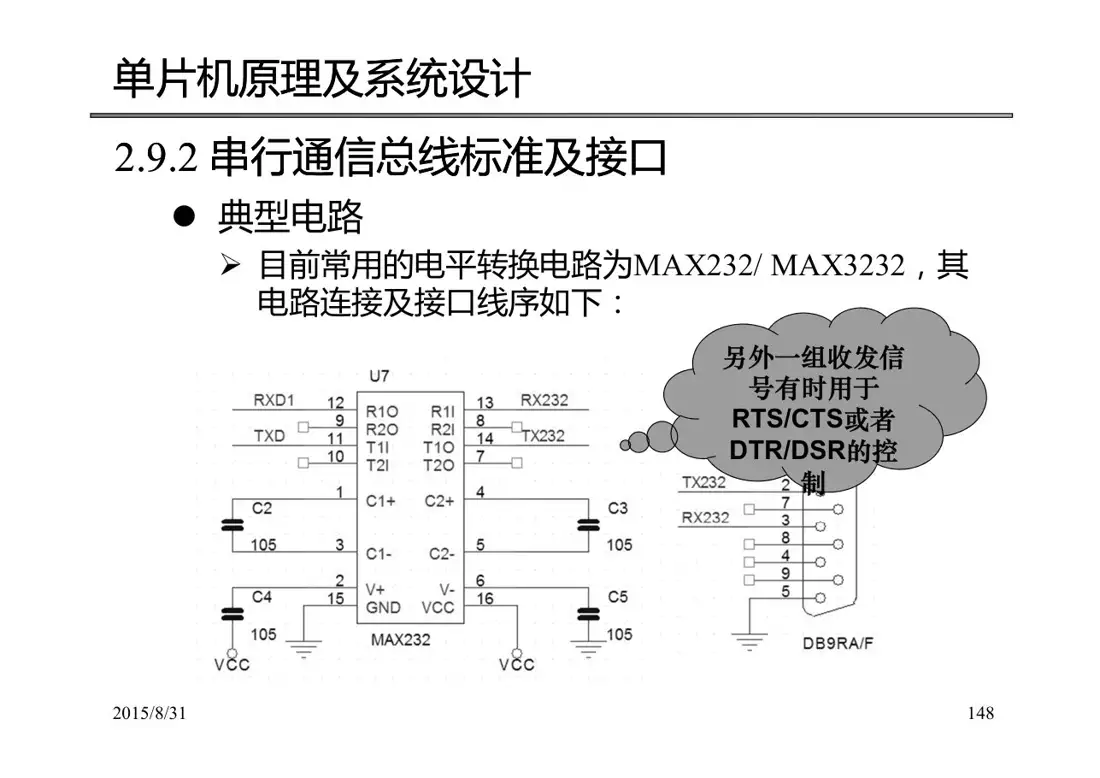 单片机原理及系统设计
2.9.2 串行通信总线标准及接口
● 典型电路
➢ 目前常用的电平转换电路为MAX232/ MAX3232，其
电路连接及接口线序如下：
另外一组收发信
号有时用于
RTS/CTS或者
DTR/DSR的控
制
U7
RXD1 12 R1O R1I 13 RX232
9 R2O R2I 8
TXD 11 T1I T1O 14 TX232
10 T2I T2O 7
1 C1+ C2+ 4
C2 C3
105 3 C1- C2- 5 105
2 V+ V- 6
C4 15 GND VCC 16 C5
105 MAX232 105
VCC VCC
TX232 2
7
RX232 3
8
4
9
5
DB9RA/F
2015/8/31 148